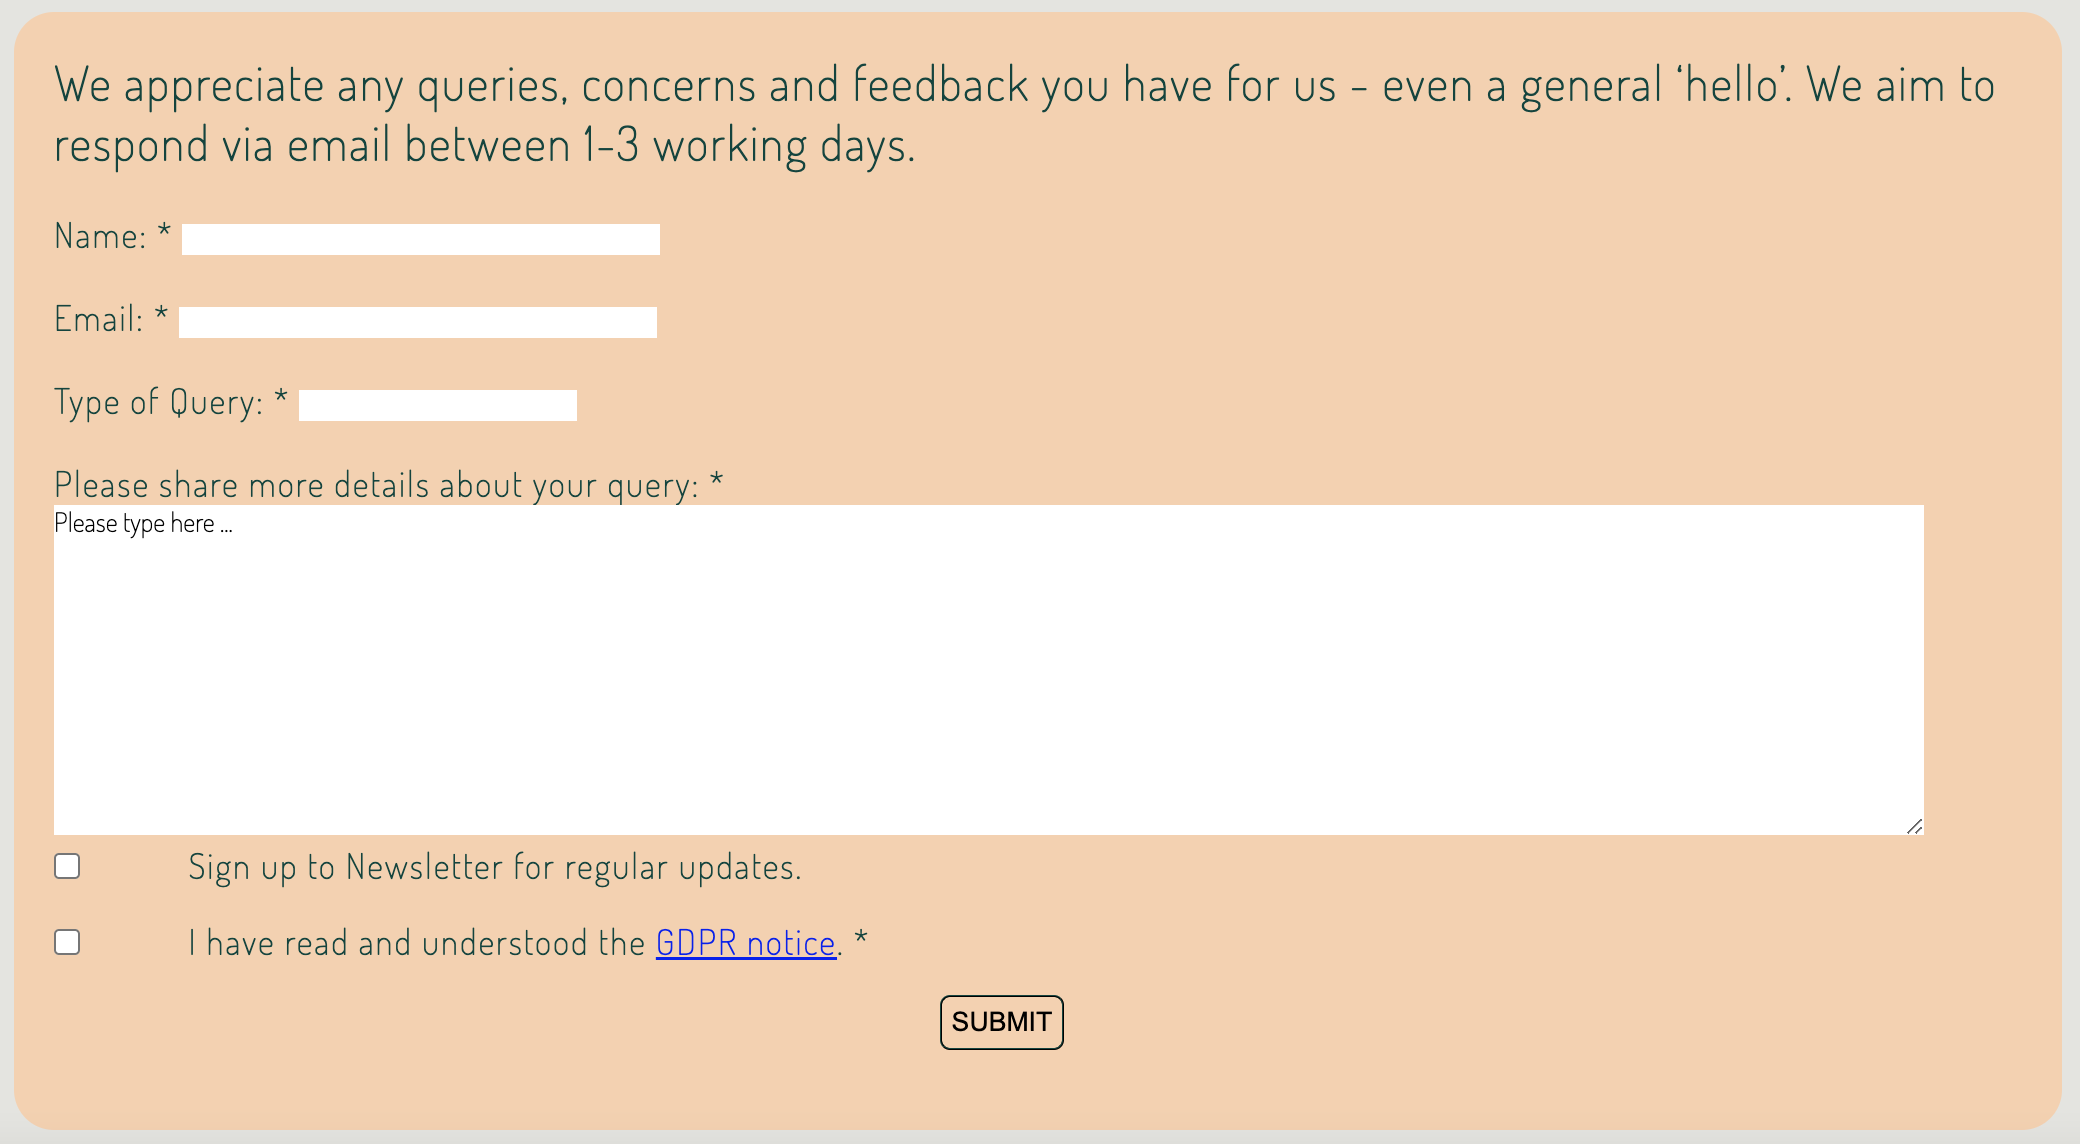 We appreciate any queries, concerns and feedback you have for us - even a general ‘hello’. We aim to
respond via email between 1-3 working days.
Name: *
Email: *
Type of Query: *
Please share more details about your query: *
Please type here ...
Sign up to Newsletter for regular updates.
I have read and understood the GDPR notice. *
SUBMIT